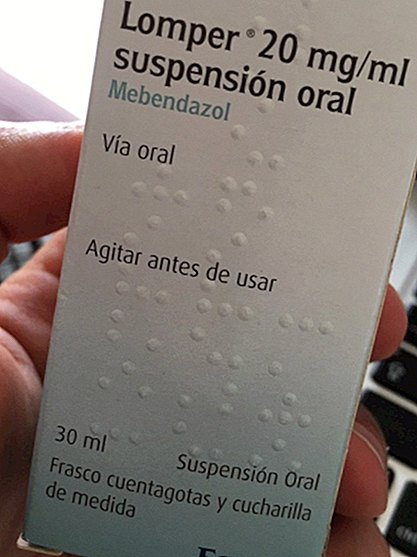 Lomper® 20 mg/ml
suspensión oral
Mebendazol
Vía oral
Agitar antes de usar
30 ml
Suspensión Oral
Frasco cuentagotas y cucharilla
de medida